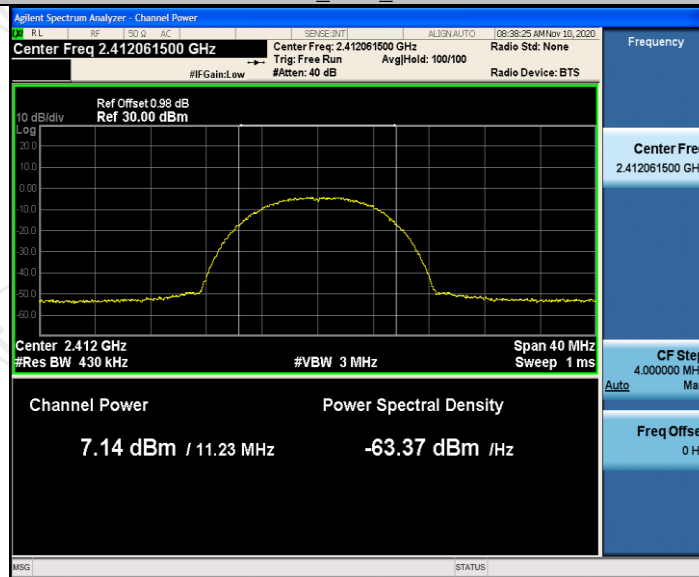 Agilent Spectrum Analyzer - Channel Power
RL RF 50 Ω AC SENSE:INT ALIGN AUTO 08:38:25 AM Nov 10, 2020
Center Freq 2.412061500 GHz
Center Freq: 2.412061500 GHz
Radio Std: None
Trig: Free Run
Avg|Hold: 100/100
#IFGain:Low
#Atten: 40 dB
Radio Device: BTS
Ref Offset 0.98 dB
10 dB/div Ref 30.00 dBm
Log
20.0
10.0
0.00
-10.0
-20.0
-30.0
-40.0
-50.0
-60.0
Center 2.412 GHz
Span 40 MHz
#Res BW 430 kHz
#VBW 3 MHz
Sweep 1 ms
Channel Power
Power Spectral Density
7.14 dBm / 11.23 MHz
-63.37 dBm /Hz
MSG
STATUS
Frequency
Center Fre
2.412061500 GH
CF Step
4.000000 MH
Auto Ma
Freq Offse
0 H